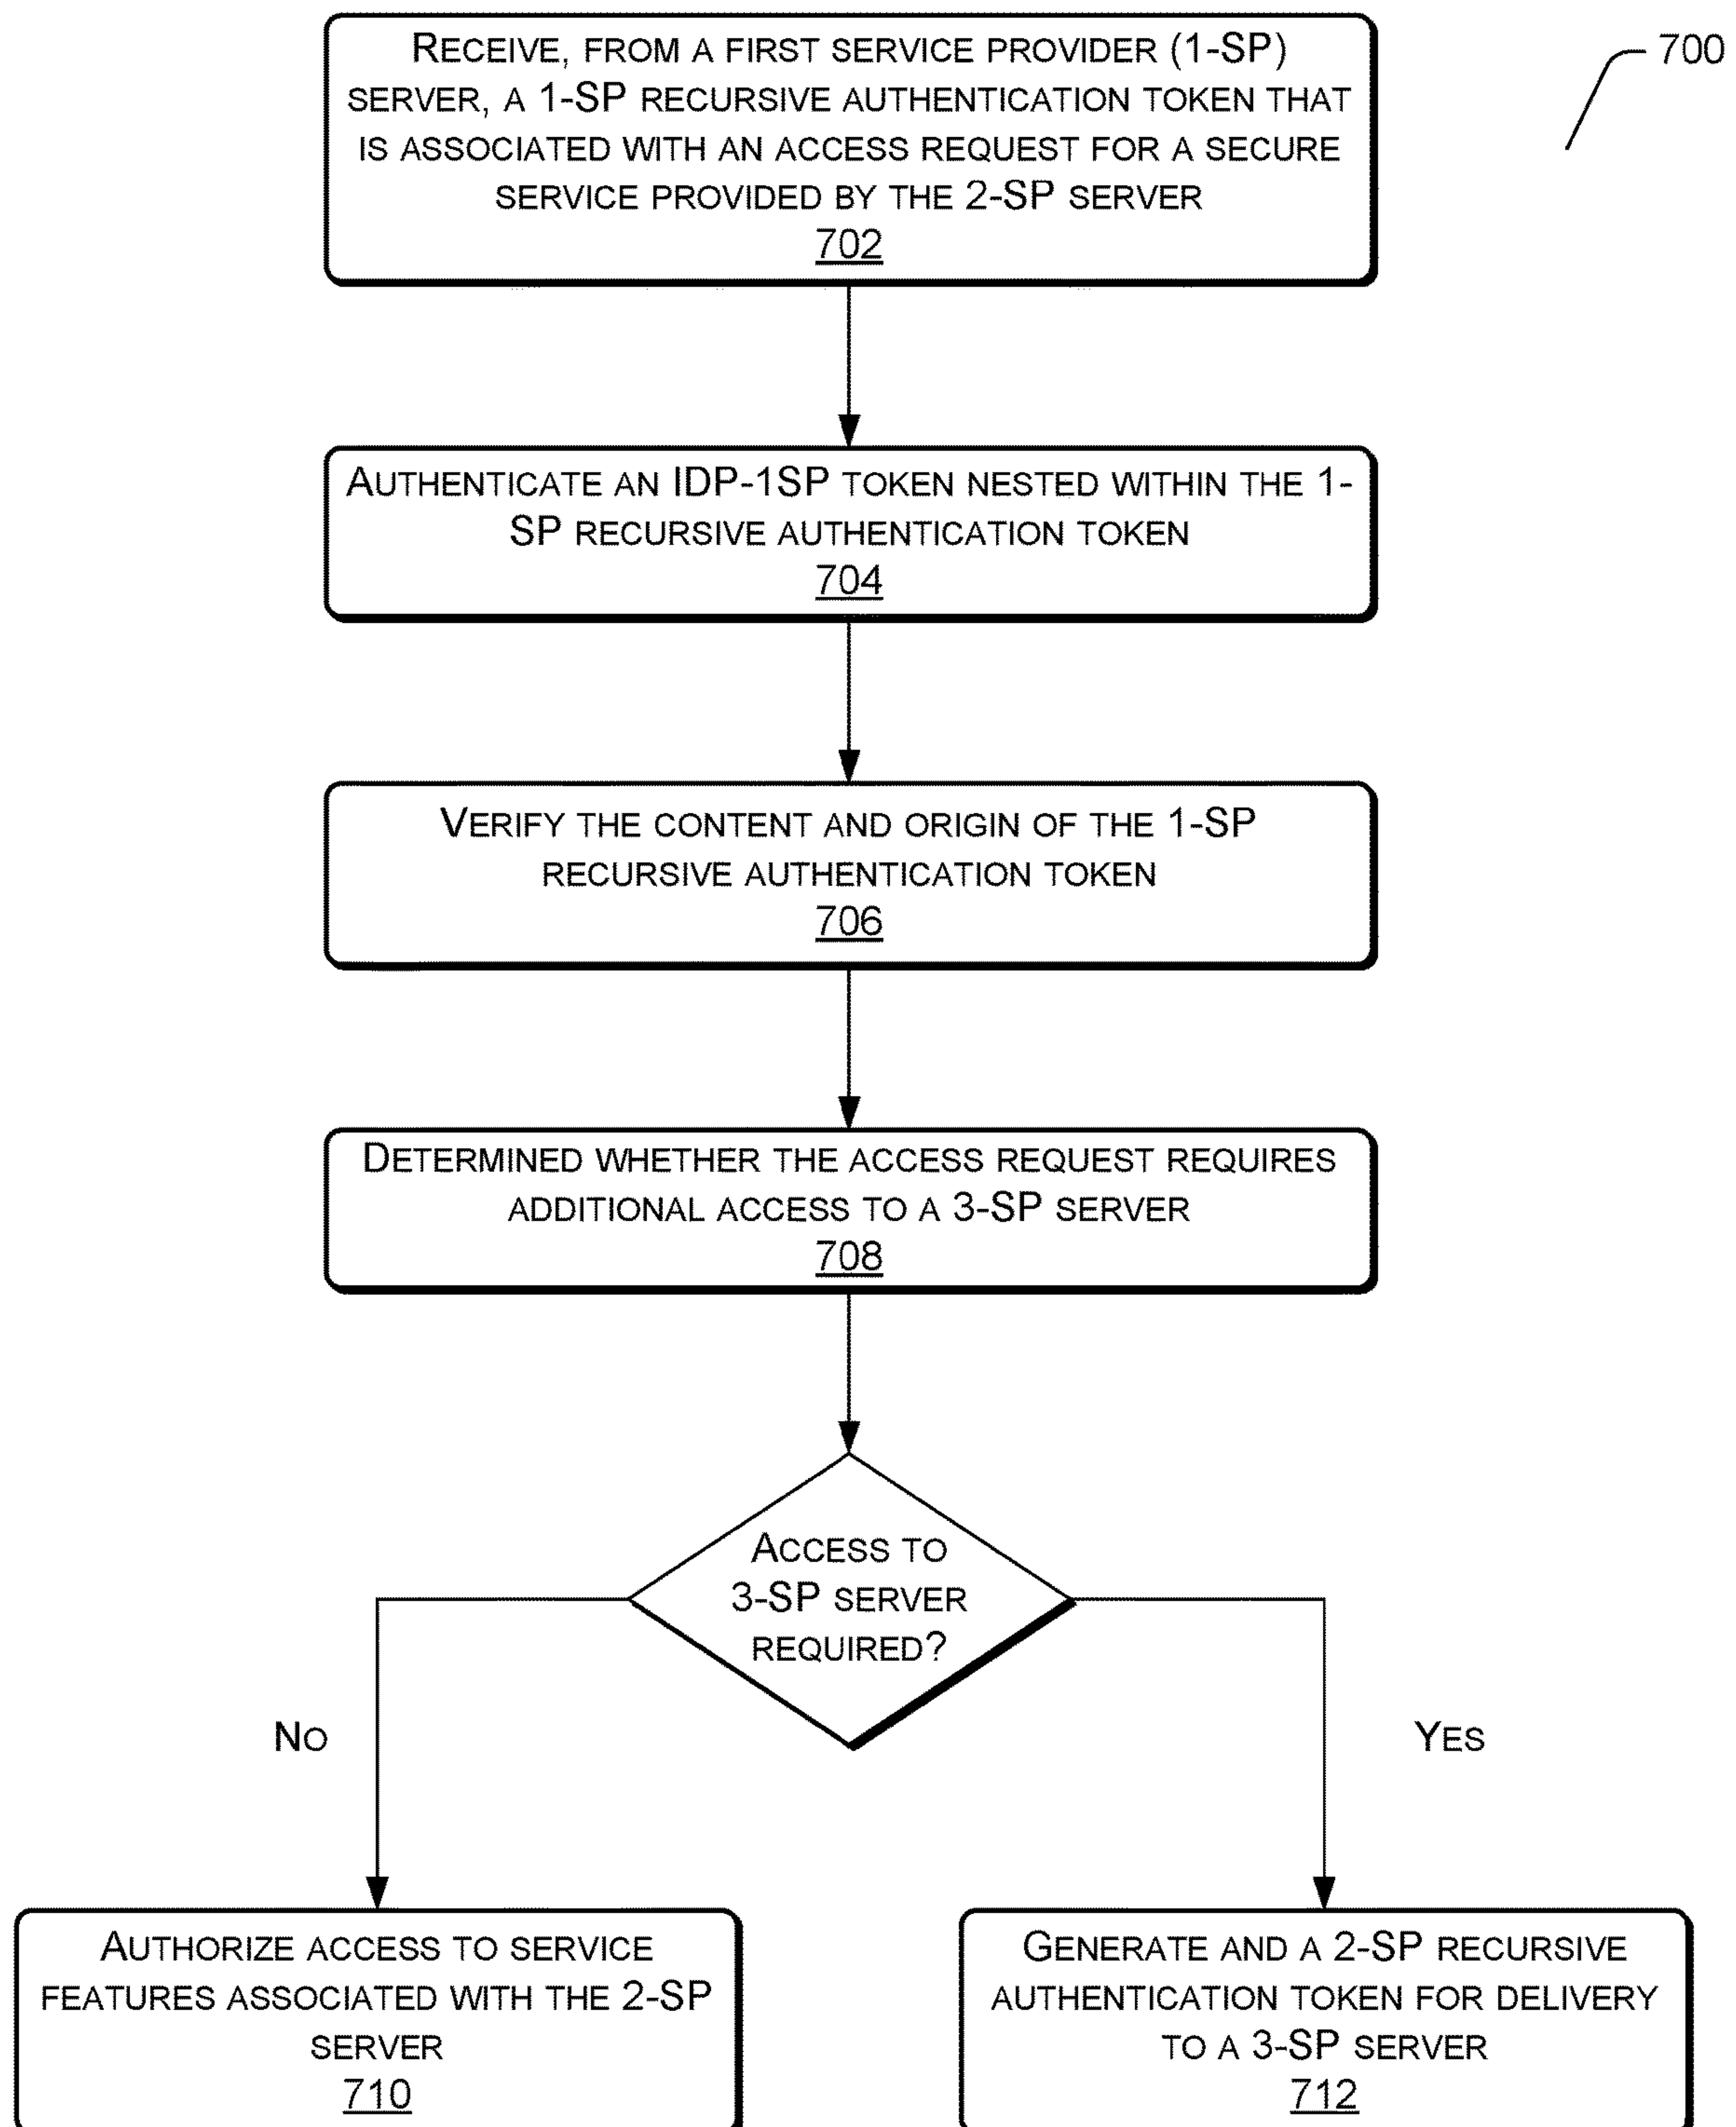 RECEIVE, FROM A FIRST SERVICE PROVIDER (1-SP)
SERVER, A 1-SP RECURSIVE AUTHENTICATION TOKEN THAT
IS ASSOCIATED WITH AN ACCESS REQUEST FOR A SECURE
SERVICE PROVIDED BY THE 2-SP SERVER
702
700
AUTHENTICATE AN IDP-1SP TOKEN NESTED WITHIN THE 1-
SP RECURSIVE AUTHENTICATION TOKEN
704
VERIFY THE CONTENT AND ORIGIN OF THE 1-SP
RECURSIVE AUTHENTICATION TOKEN
706
DETERMINED WHETHER THE ACCESS REQUEST REQUIRES
ADDITIONAL ACCESS TO A 3-SP SERVER
708
ACCESS TO
3-SP SERVER
REQUIRED?
NO
YES
AUTHORIZE ACCESS TO SERVICE
FEATURES ASSOCIATED WITH THE 2-SP
SERVER
710
GENERATE AND A 2-SP RECURSIVE
AUTHENTICATION TOKEN FOR DELIVERY
TO A 3-SP SERVER
712